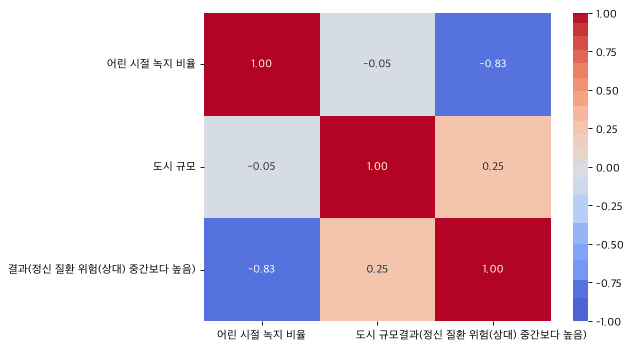 어린 시절 녹지 비율
도시 규모
결과(정신 질환 위험(상대) 중간보다 높음)
1.00 -0.05 -0.83
-0.05 1.00 0.25
-0.83 0.25 1.00
어린 시절 녹지 비율 도시 규모결과(정신 질환 위험(상대) 중간보다 높음)
1.00
0.75
0.50
0.25
0.00
-0.25
-0.50
-0.75
-1.00